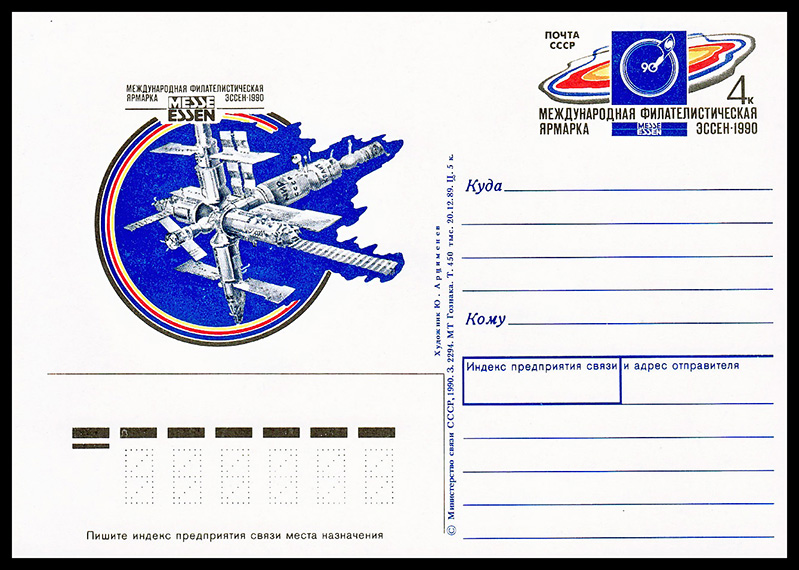 МЕЖДУНАРОДНАЯ ФИЛАТЕЛИСТИЧЕСКАЯ
ЯРМАРКА MESSE ESSEN ЭССЕН·1990
ПОЧТА
СССР
90
4к
МЕЖДУНАРОДНАЯ ФИЛАТЕЛИСТИЧЕСКАЯ
ЯРМАРКА MESSE ESSEN ЭССЕН·1990
МИР
СССР
Куда
Кому
Индекс предприятия связи и адрес отправителя
Художник Ю. Арцименев
© Министерство связи СССР, 1990. З. 2294. МТ Гознака. Т. 450 тыс. 20.12.89. Ц. 5 к.
Пишите индекс предприятия связи места назначения